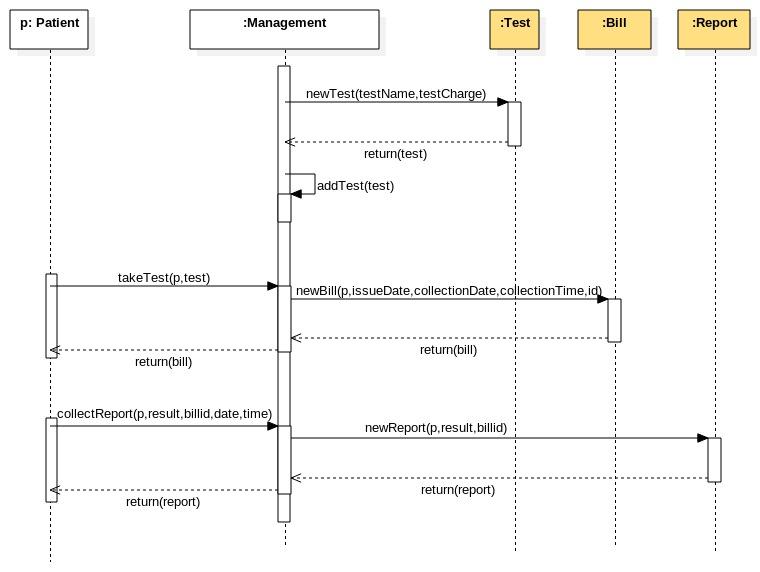 p: Patient
:Management
:Test
:Bill
:Report
newTest(testName,testCharge)
return(test)
addTest(test)
takeTest(p,test)
newBill(p,issueDate,collectionDate,collectionTime,id)
return(bill)
return(bill)
collectReport(p,result,billid,date,time)
newReport(p,result,billid)
return(report)
return(report)